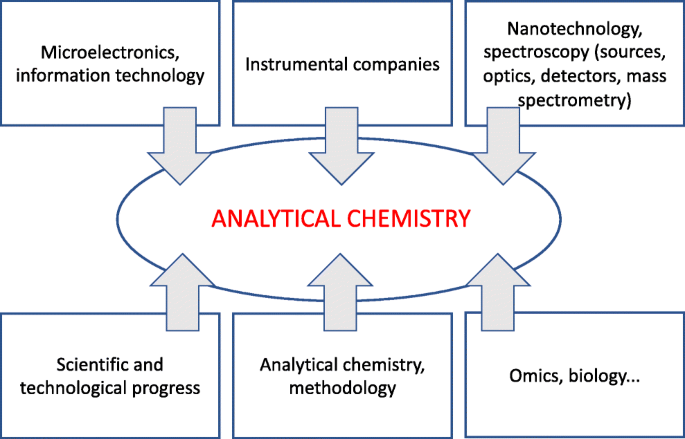 Microelectronics,
information technology
Instrumental companies
Nanotechnology,
spectroscopy (sources,
optics, detectors, mass
spectrometry)
ANALYTICAL CHEMISTRY
Scientific and
technological progress
Analytical chemistry,
methodology
Omics, biology...